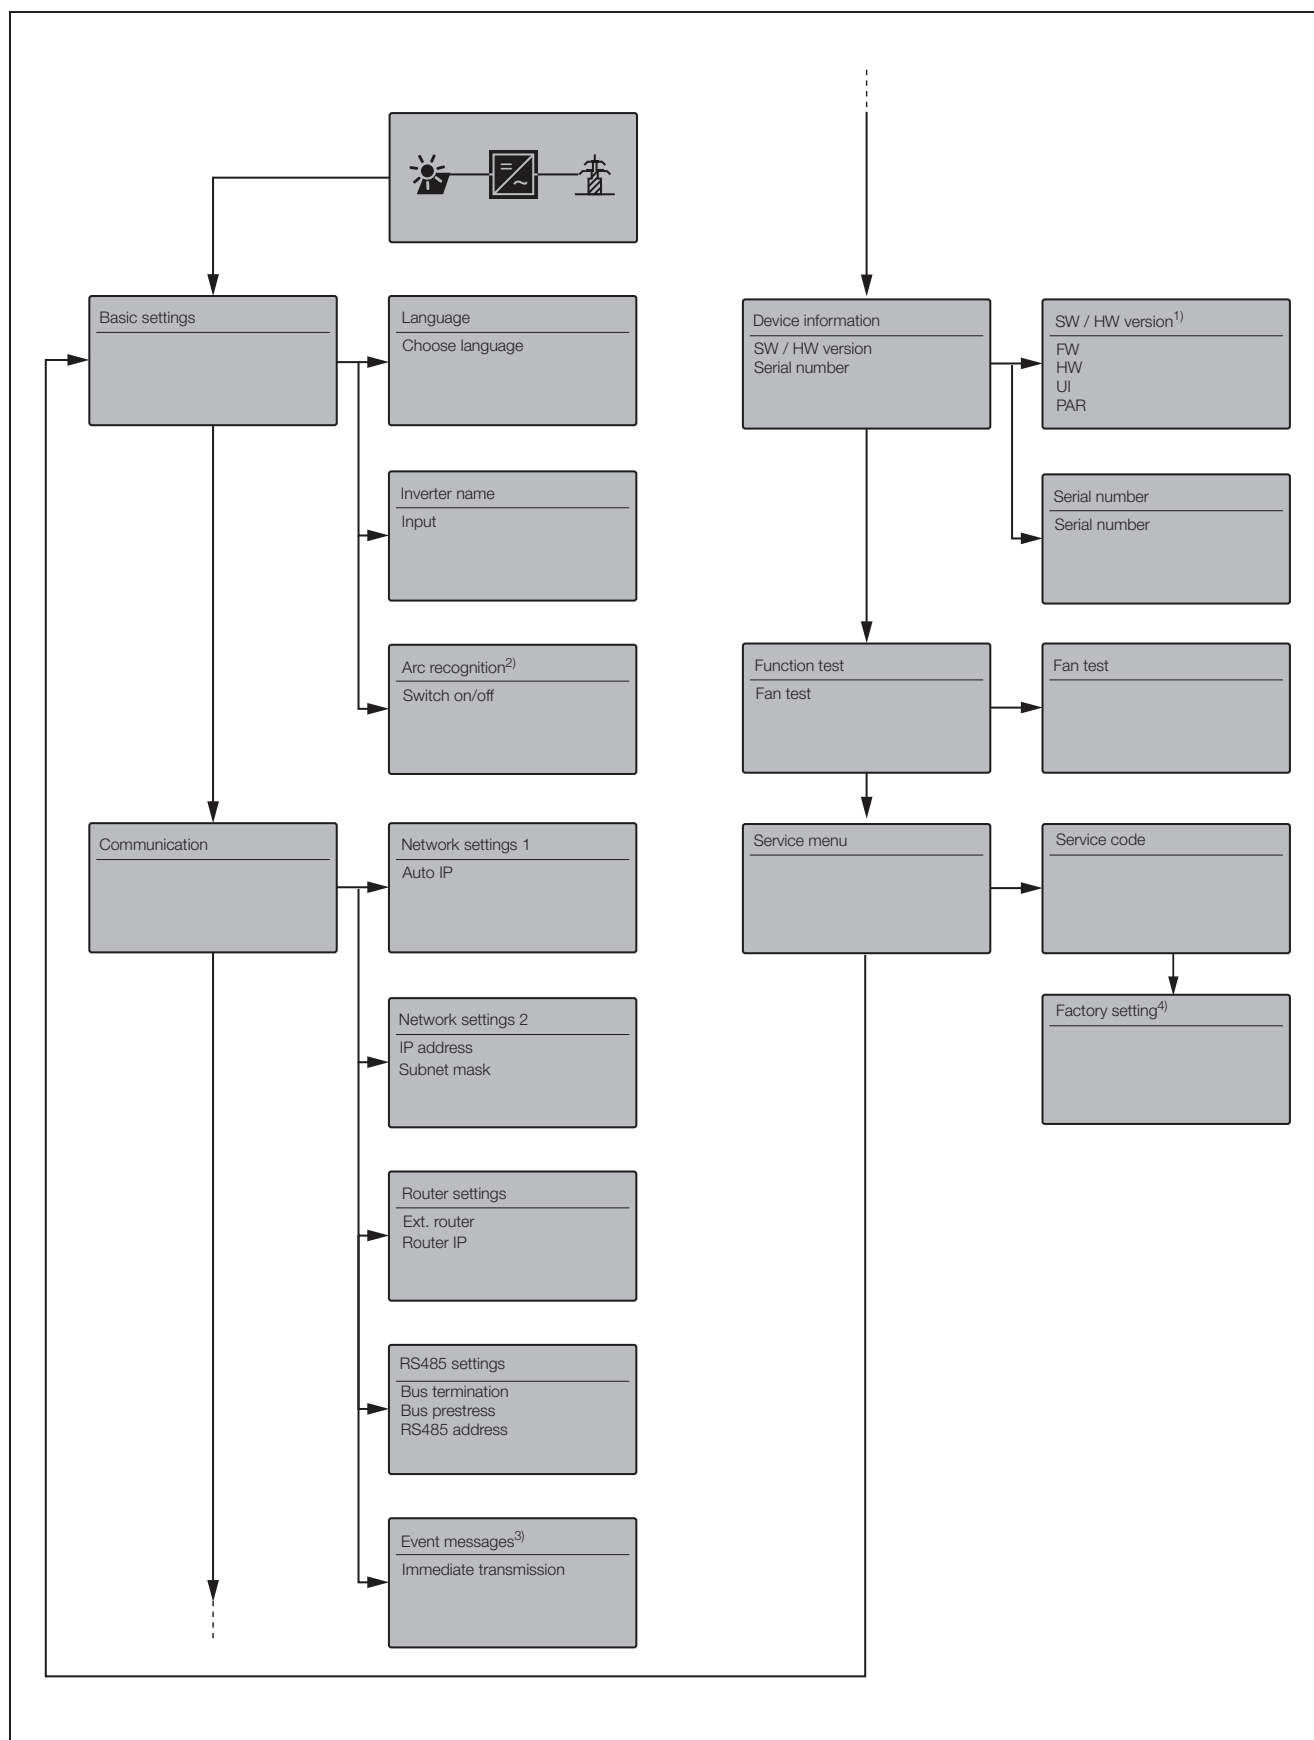 Basic settings
Language
Choose language
Inverter name
Input
Arc recognition2)
Switch on/off
Communication
Network settings 1
Auto IP
Network settings 2
IP address
Subnet mask
Router settings
Ext. router
Router IP
RS485 settings
Bus termination
Bus prestress
RS485 address
Event messages3)
Immediate transmission
Device information
SW / HW version
Serial number
SW / HW version1)
FW
HW
UI
PAR
Serial number
Serial number
Function test
Fan test
Fan test
Service menu
Service code
Factory setting4)